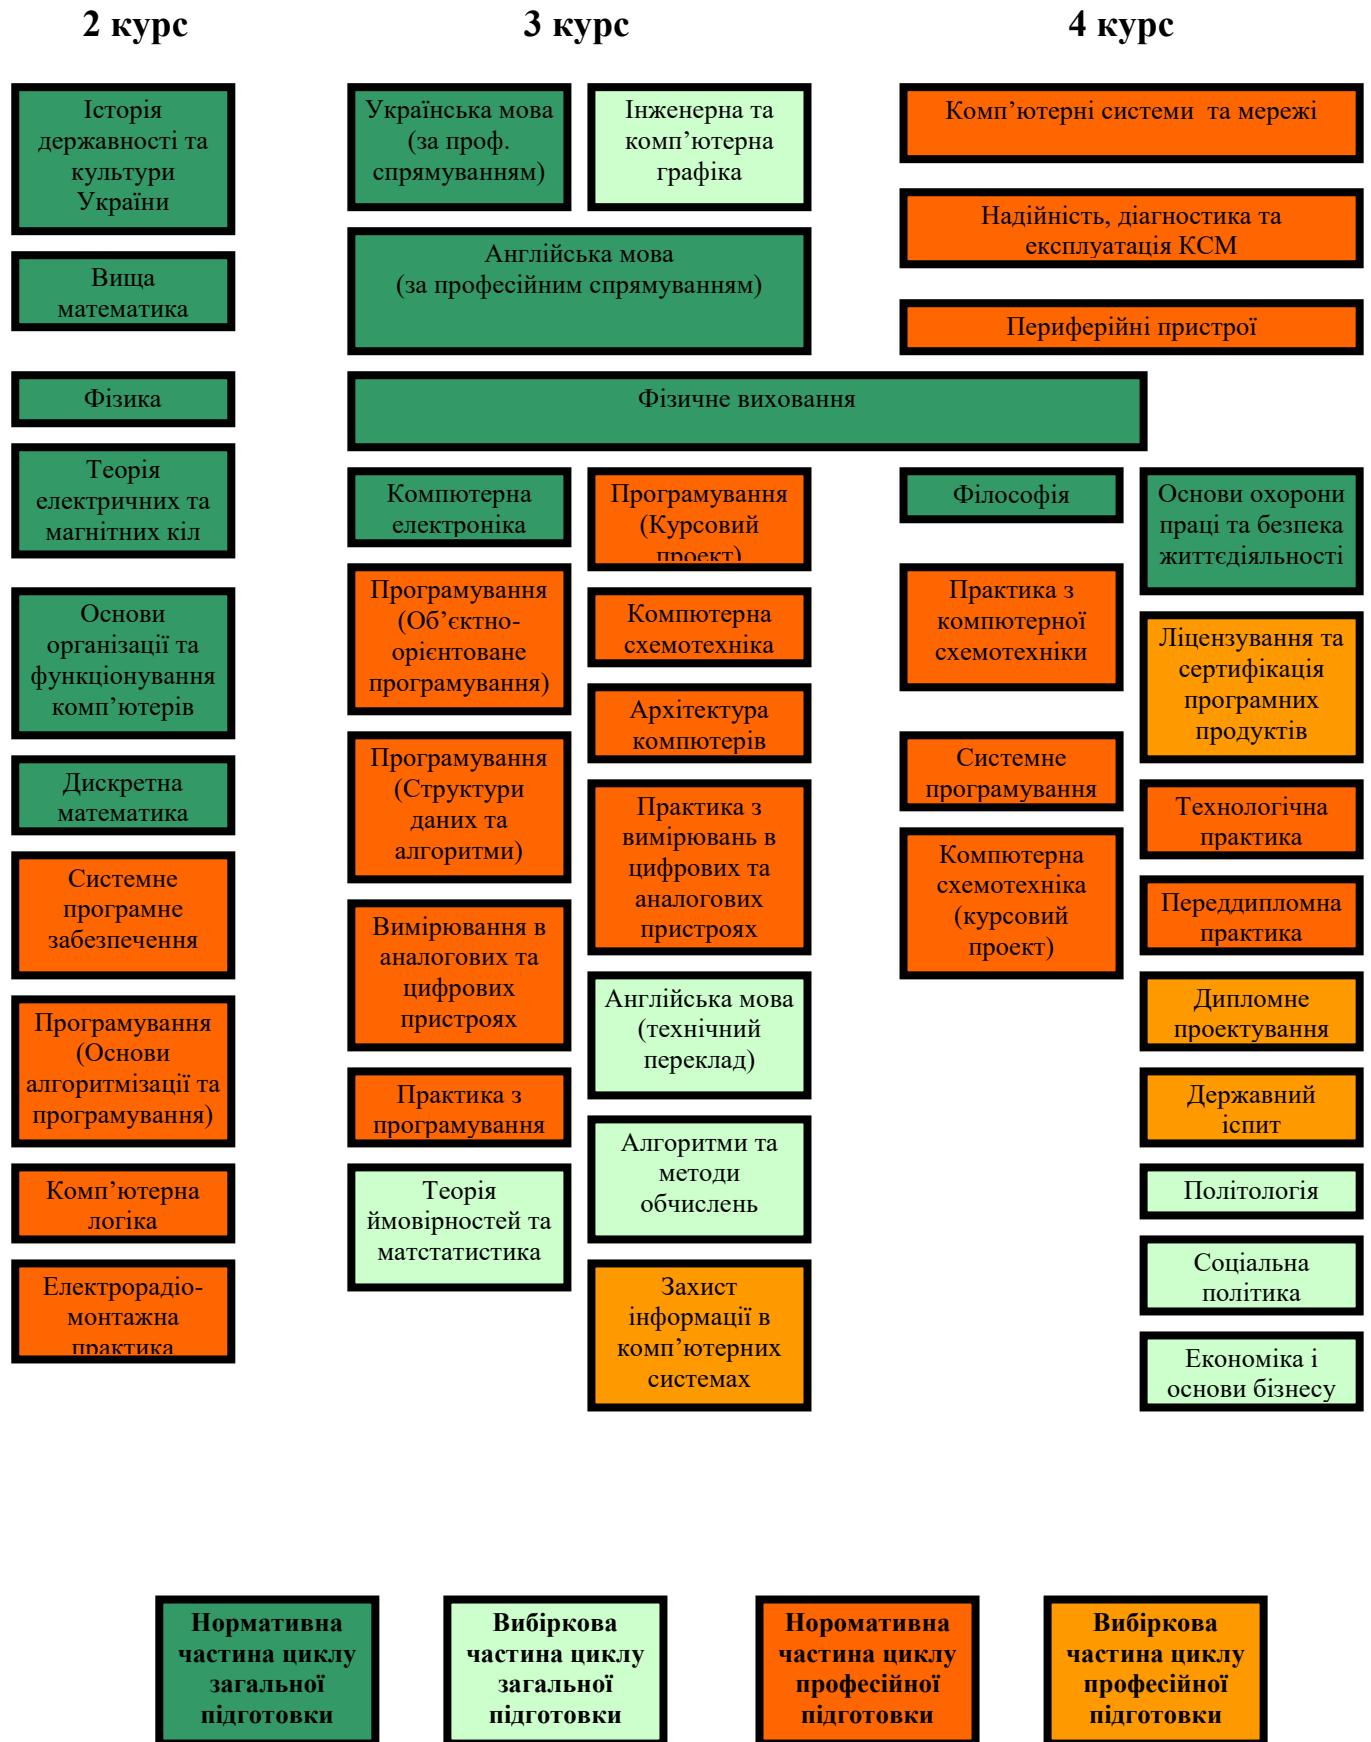 2 курс
3 курс
4 курс
Історія
державності та
культури
України
Вища
математика
Фізика
Теорія
електричних та
магнітних кіл
Основи
організації та
функціонування
комп’ютерів
Дискретна
математика
Системне
програмне
забезпечення
Програмування
(Основи
алгоритмізації та
програмування)
Комп’ютерна
логіка
Електрорадіо-
монтажна
практика
Українська мова
(за проф.
спрямуванням)
Інженерна та
комп’ютерна
графіка
Англійська мова
(за професійним спрямуванням)
Фізичне виховання
Компютерна
електроніка
Програмування
(Об’єктно-
орієнтоване
програмування)
Програмування
(Структури
даних та
алгоритми)
Вимірювання в
аналогових та
цифрових
пристроях
Практика з
програмування
Теорія
ймовірностей та
матстатистика
Програмування
(Курсовий
проект)
Компютерна
схемотехніка
Архітектура
компютерів
Практика з
вимірювань в
цифрових та
аналогових
пристроях
Англійська мова
(технічний
переклад)
Алгоритми та
методи
обчислень
Захист
інформації в
комп’ютерних
системах
Комп’ютерні системи  та мережі
Надійність, діагностика та
експлуатація КСМ
Периферійні пристрої
Філософія
Практика з
компютерної
схемотехніки
Системне
програмування
Компютерна
схемотехніка
(курсовий
проект)
Основи охорони
праці та безпека
життєдіяльності
Ліцензування та
сертифікація
програмних
продуктів
Технологічна
практика
Переддипломна
практика
Дипломне
проектування
Державний
іспит
Політологія
Соціальна
політика
Економіка і
основи бізнесу
Нормативна
частина циклу
загальної
підготовки
Вибіркова
частина циклу
загальної
підготовки
Норомативна
частина циклу
професійної
підготовки
Вибіркова
частина циклу
професійної
підготовки